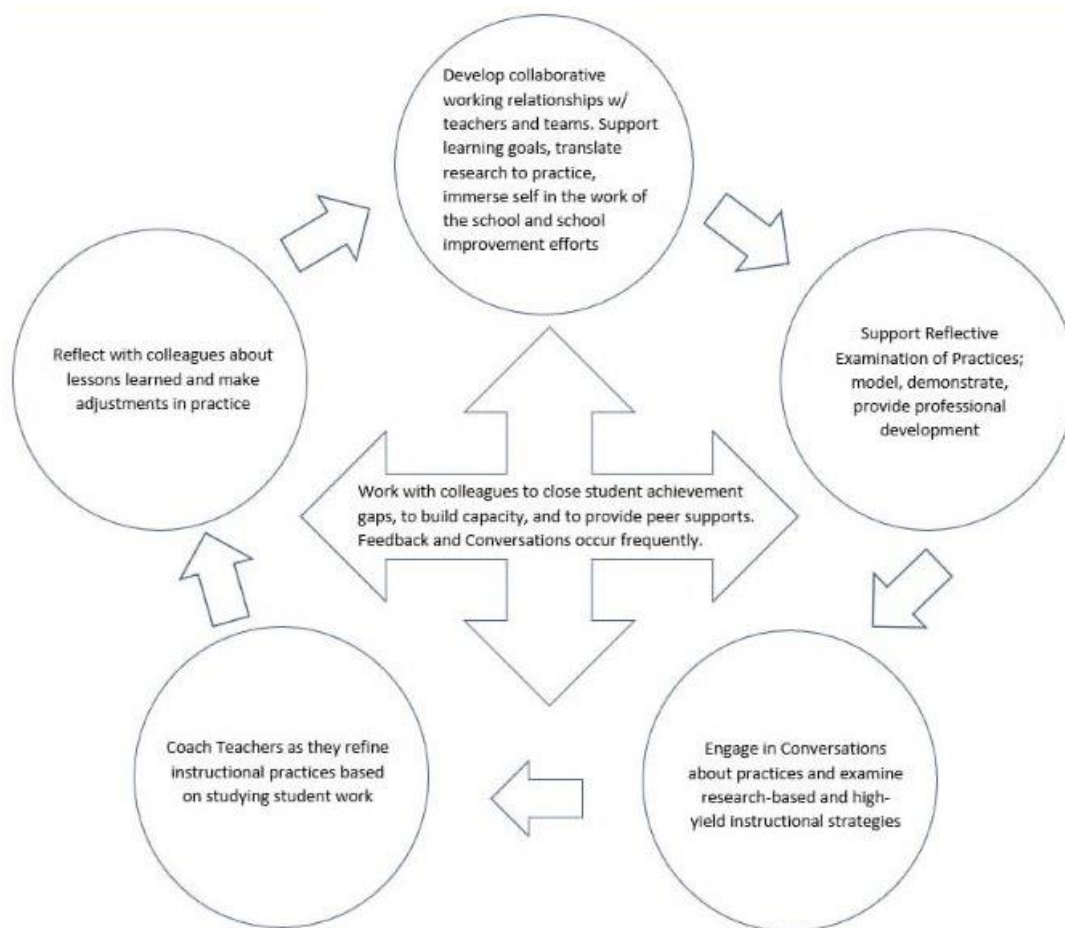 Develop collaborative
working relationships w/
teachers and teams. Support
learning goals, translate
research to practice,
immerse self in the work of
the school and school
improvement efforts
Support Reflective
Examination of Practices;
model, demonstrate,
provide professional
development
Engage in Conversations
about practices and examine
research-based and high-
yield instructional strategies
Coach Teachers as they refine
instructional practices based
on studying student work
Reflect with colleagues about
lessons learned and make
adjustments in practice
Work with colleagues to close student achievement
gaps, to build capacity, and to provide peer supports.
Feedback and Conversations occur frequently.